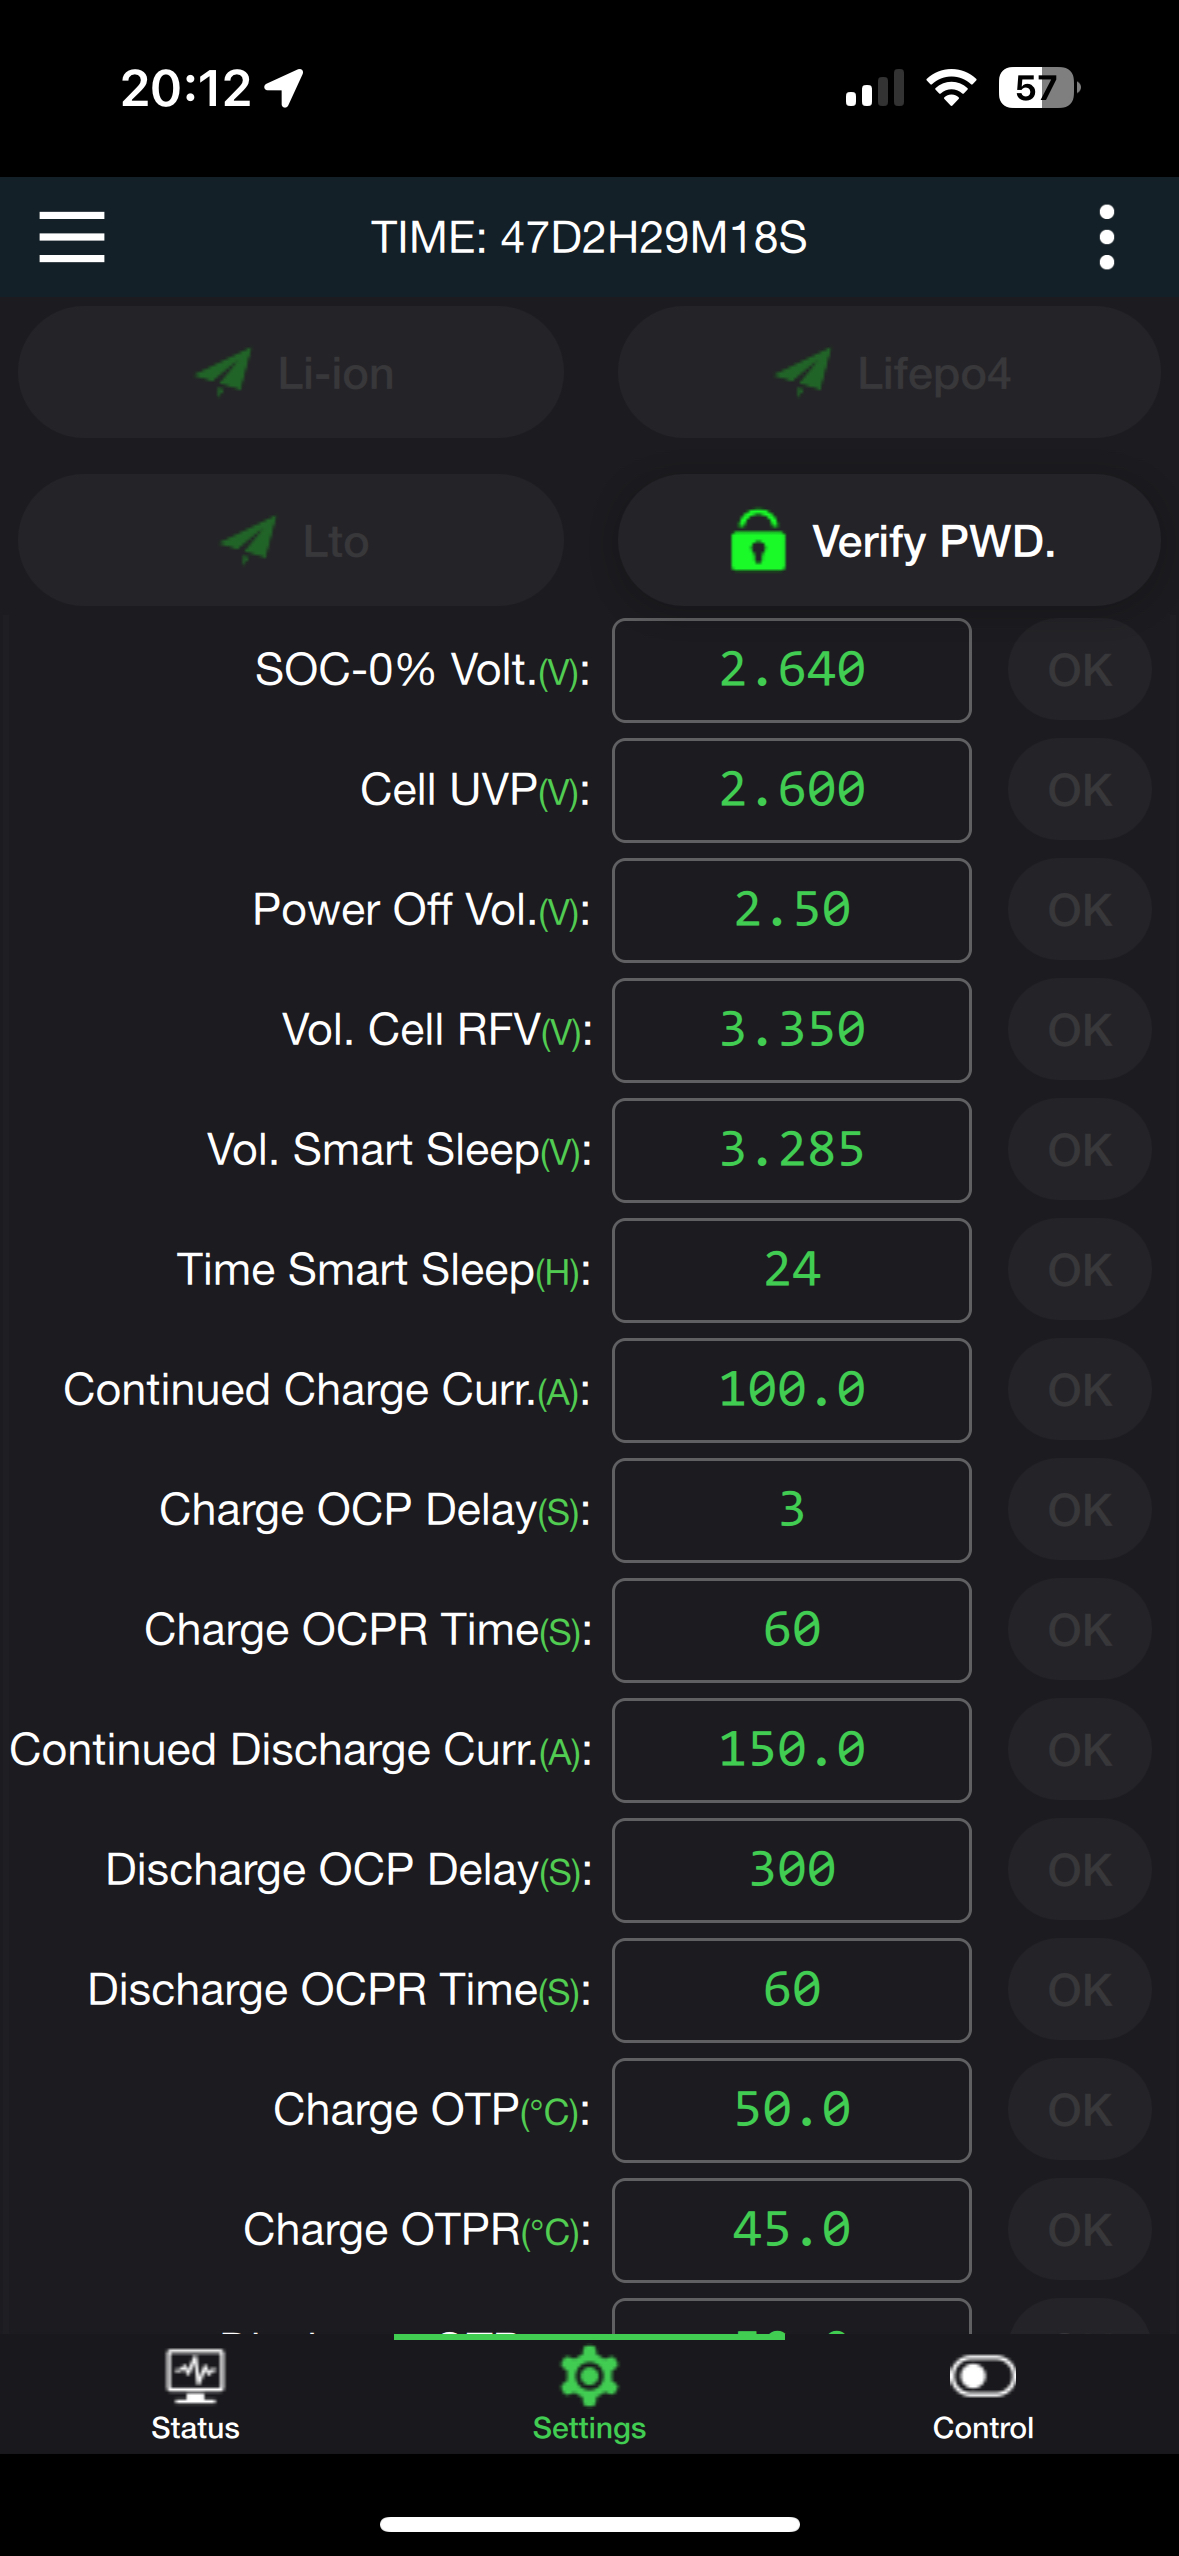 20:12 57
TIME: 47D2H29M18S
Li-ion Lifepo4
Lto Verify PWD.
SOC-0% Volt.(V): 2.640 OK
Cell UVP(V): 2.600 OK
Power Off Vol.(V): 2.50 OK
Vol. Cell RFV(V): 3.350 OK
Vol. Smart Sleep(V): 3.285 OK
Time Smart Sleep(H): 24 OK
Continued Charge Curr.(A): 100.0 OK
Charge OCP Delay(S): 3 OK
Charge OCPR Time(S): 60 OK
Continued Discharge Curr.(A): 150.0 OK
Discharge OCP Delay(S): 300 OK
Discharge OCPR Time(S): 60 OK
Charge OTP(°C): 50.0 OK
Charge OTPR(°C): 45.0 OK
Status Settings Control